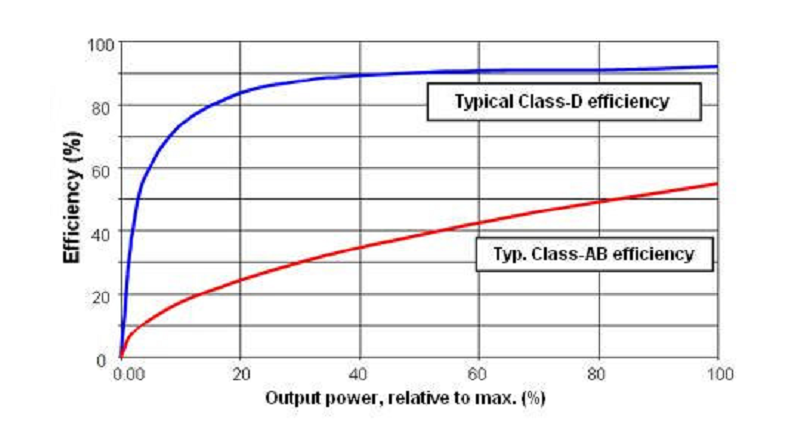 100
80
60
40
20
0
Efficiency (%)
Typical Class-D efficiency
Typ. Class-AB efficiency
0.00 20 40 60 80 100
Output power, relative to max. (%)